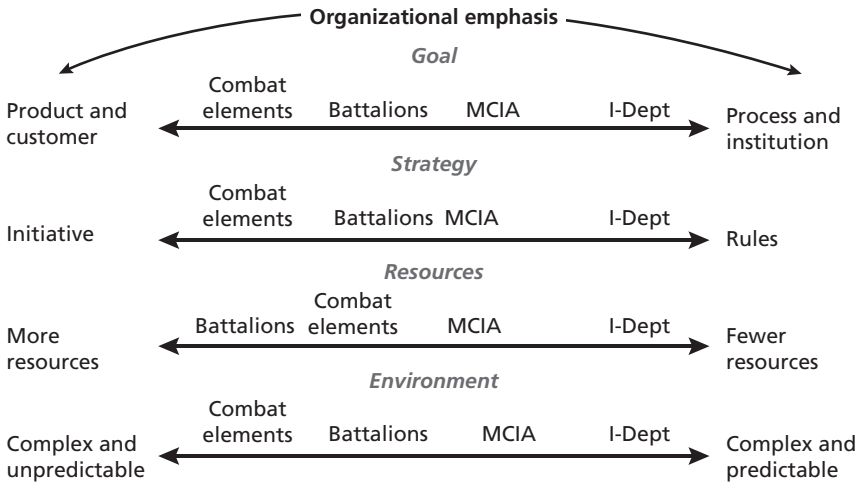 Organizational emphasis
Goal
Combat
elements
Battalions
MCIA
I-Dept
Product and
customer
Process and
institution
Strategy
Combat
elements
Battalions
MCIA
I-Dept
Initiative
Rules
Resources
Battalions
Combat
elements
MCIA
I-Dept
More
resources
Fewer
resources
Environment
Combat
elements
Battalions
MCIA
I-Dept
Complex and
unpredictable
Complex and
predictable